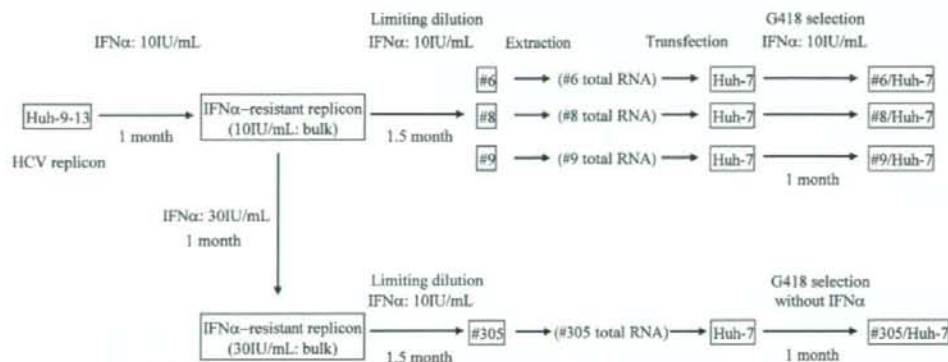 Limiting dilution
G418 selection
IFNα: 10IU/mL
IFNα: 10IU/mL
Extraction
Transfection
IFNα: 10IU/mL
#6
(#6 total RNA)
Huh-7
#6/Huh-7
Huh-9-13
1 month
IFNα–resistant replicon
(10IU/mL: bulk)
1.5 month
#8
(#8 total RNA)
Huh-7
#8/Huh-7
HCV replicon
#9
(#9 total RNA)
Huh-7
1 month
#9/Huh-7
IFNα: 30IU/mL
1 month
Limiting dilution
IFNα: 10IU/mL
G418 selection
without IFNα
IFNα–resistant replicon
(30IU/mL: bulk)
1.5 month
#305
(#305 total RNA)
Huh-7
1 month
#305/Huh-7